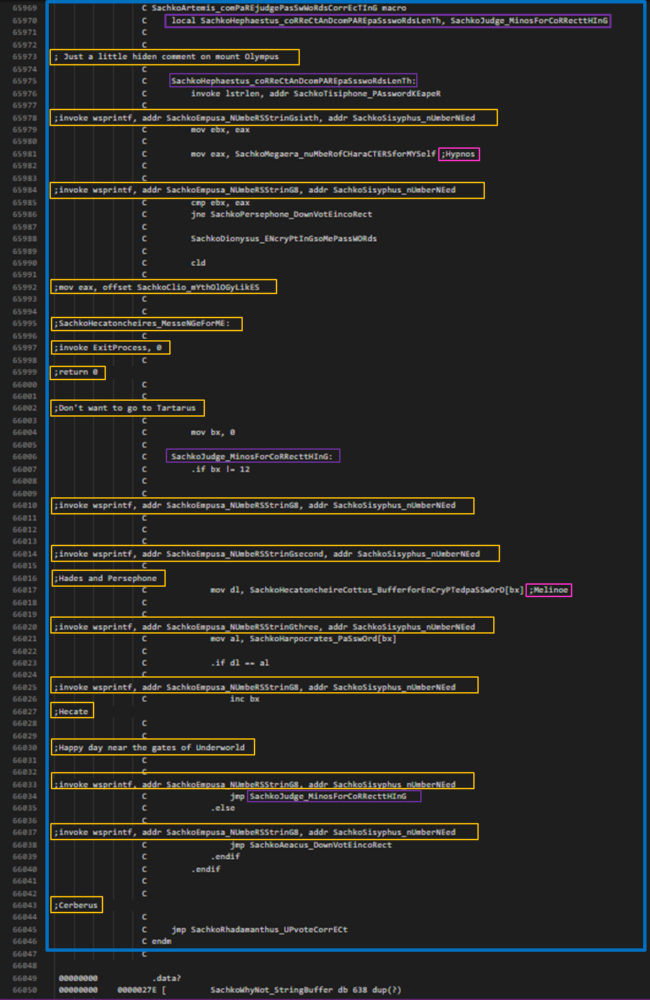 65969 C SachkoArtemis_comPaREjudgePasSwWoRdsCorrEcTInG macro
65970 C local SachkoHephaestus_coRReCtAnDcomPAREpaSsswoRdsLenTh, SachkoJudge_MinosForCoRRecttHInG
65971 C
65972 C
65973 ; Just a little hiden comment on mount Olympus
65974 C
65975 C SachkoHephaestus_coRReCtAnDcomPAREpaSsswoRdsLenTh:
65976 C invoke lstrlen, addr SachkoTisiphone_PAsswordKEapeR
65977 C
65978 ;invoke wsprintf, addr SachkoEmpusa_NUmbeRSStrinGsixth, addr SachkoSisyphus_nUmberNEed
65979 C mov ebx, eax
65980 C
65981 C mov eax, SachkoMegaera_nuMbeRofCHaraCTERSforMYSelf ;Hypnos
65982 C
65983 C
65984 ;invoke wsprintf, addr SachkoEmpusa_NUmbeRSStrinG8, addr SachkoSisyphus_nUmberNEed
65985 C cmp ebx, eax
65986 C jne SachkoPersephone_DownVotEincoRect
65987 C
65988 C SachkoDionysus_ENcryPtInGsoMePassWORds
65989 C
65990 C cld
65991 C
65992 ;mov eax, offset SachkoClio_mYthOlOGyLikES
65993 C
65994 C
65995 ;SachkoHecatoncheires_MesseNGeForME:
65996 C
65997 ;invoke ExitProcess, 0
65998 C
65999 ;return 0
66000 C
66001 C
66002 ;Don't want to go to Tartarus
66003 C
66004 C mov bx, 0
66005 C
66006 C SachkoJudge_MinosForCoRRecttHInG:
66007 C .if bx != 12
66008 C
66009 C
66010 ;invoke wsprintf, addr SachkoEmpusa_NUmbeRSStrinG8, addr SachkoSisyphus_nUmberNEed
66011 C
66012 C
66013 C
66014 ;invoke wsprintf, addr SachkoEmpusa_NUmbeRSStrinGsecond, addr SachkoSisyphus_nUmberNEed
66015 C
66016 ;Hades and Persephone
66017 C mov dl, SachkoHecatoncheireCottus_BufferforEnCryPTedpaSSwOrD[bx] ;Melinoe
66018 C
66019 C
66020 ;invoke wsprintf, addr SachkoEmpusa_NUmbeRSStrinGthree, addr SachkoSisyphus_nUmberNEed
66021 C mov al, SachkoHarpocrates_PaSswOrd[bx]
66022 C
66023 C .if dl == al
66024 C
66025 ;invoke wsprintf, addr SachkoEmpusa_NUmbeRSStrinG8, addr SachkoSisyphus_nUmberNEed
66026 C inc bx
66027 ;Hecate
66028 C
66029 C
66030 ;Happy day near the gates of Underworld
66031 C
66032 C
66033 ;invoke wsprintf, addr SachkoEmpusa_NUmbeRSStrinG8, addr SachkoSisyphus_nUmberNEed
66034 C jmp SachkoJudge_MinosForCoRRecttHInG
66035 C .else
66036 C
66037 ;invoke wsprintf, addr SachkoEmpusa_NUmbeRSStrinG8, addr SachkoSisyphus_nUmberNEed
66038 C jmp SachkoAeacus_DownVotEincoRect
66039 C .endif
66040 C .endif
66041 C
66042 C
66043 ;Cerberus
66044 C
66045 C jmp SachkoRhadamanthus_UPvoteCorrECt
66046 C endm
66047 C
66048
66049 00000000 .data?
66050 00000000 0000027E [ SachkoWhyNot_StringBuffer db 638 dup(?)